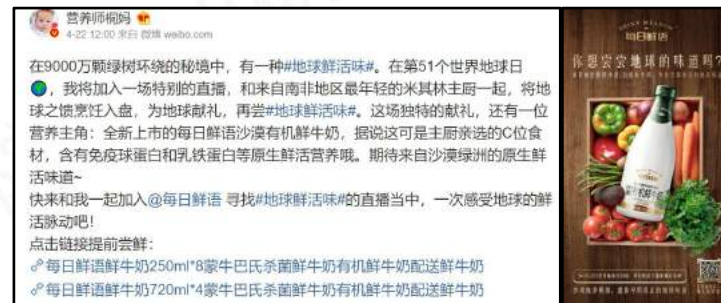 营养师桐妈
4-22 12:00 来自 微博 weibo.com
在9000万颗绿树环绕的秘境中，有一种#地球鲜活味#。在第51个世界地球日
，我将加入一场特别的直播，和来自南非地区最年轻的米其林主厨一起，将地
球之馈烹饪入盘，为地球献礼，再尝#地球鲜活味#。这场独特的献礼，还有一位
营养主角：全新上市的每日鲜语沙漠有机鲜牛奶，据说这可是主厨亲选的C位食
材，含有免疫球蛋白和乳铁蛋白等原生鲜活营养哦。期待来自沙漠绿洲的原生鲜
活味道~
快来和我一起加入@每日鲜语 寻找#地球鲜活味#的直播当中，一次感受地球的鲜
活脉动吧！
点击链接提前尝鲜：
每日鲜语鲜牛奶250ml*8蒙牛巴氏杀菌鲜牛奶有机鲜牛奶配送鲜牛奶
每日鲜语鲜牛奶720ml*4蒙牛巴氏杀菌鲜牛奶有机鲜牛奶配送鲜牛奶
每日鲜语
你想尝尝地球的味道吗?